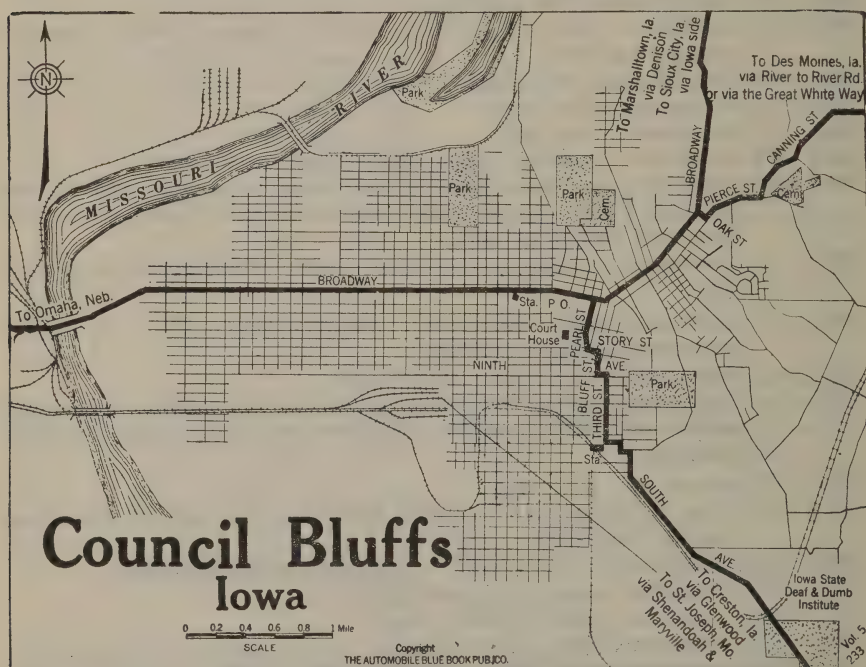 N
MISSOURI RIVER
Park
To Marshalltown, Ia.
via Denison
To Sioux City, Ia.
via Iowa side
To Des Moines, Ia.
via River to River Rd.
or via the Great White Way
BROADWAY
CANNING ST
PIERCE ST.
Cem.
OAK ST
Park
Park
Cem.
BROADWAY
To Omaha, Neb.
Sta.
P O
Court
House
PEARL ST
STORY ST
NINTH AVE.
BLUFF ST.
THIRD ST.
Park
Sta.
SOUTH AVE.
To Creston, Ia.
via Glenwood
To St. Joseph, Mo.
via Shenandoah &
Maryville
Iowa State
Deaf & Dumb
Institute
Vol. 5
Council Bluffs
Iowa
0 0.2 0.4 0.6 0.8 1 Mile
SCALE
Copyright
THE AUTOMOBILE BLUE BOOK PUB. CO.